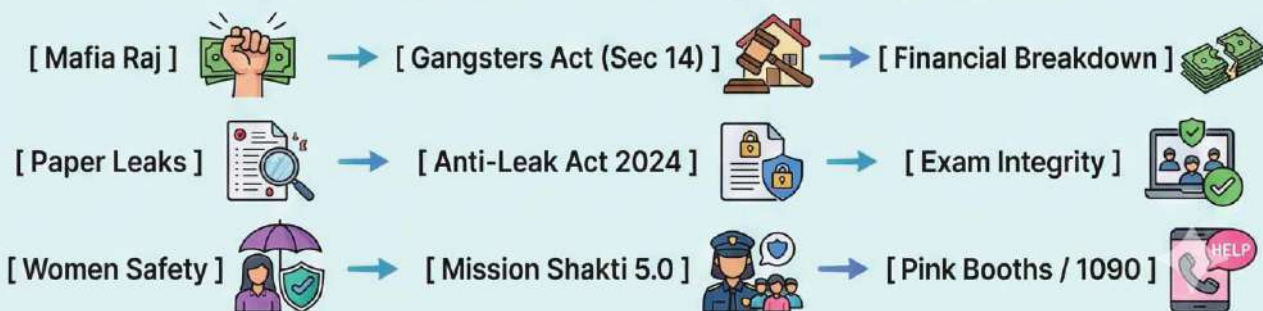 [ Mafia Raj ] [ Gangsters Act (Sec 14) ] [ Financial Breakdown ]
[ Paper Leaks ] [ Anti-Leak Act 2024 ] [ Exam Integrity ]
[ Women Safety ] [ Mission Shakti 5.0 ] [ Pink Booths / 1090 ]
HELP